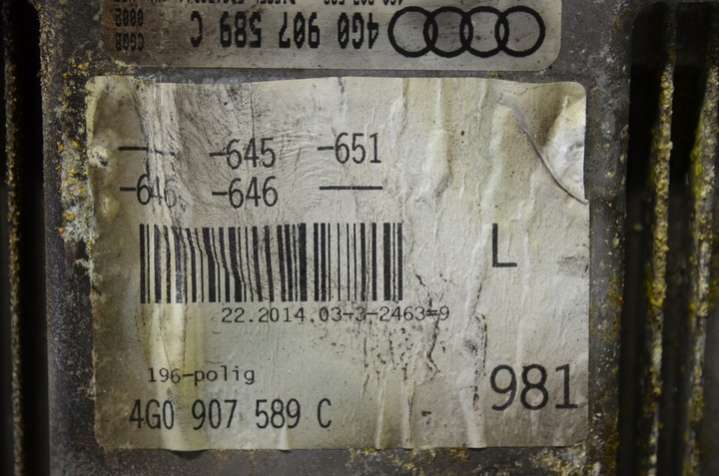 4G0 907 589 C
--- -645 -651
-646 -646 ---
L
22.2014.03-3-2463=9
196-polig
981
4G0 907 589 C